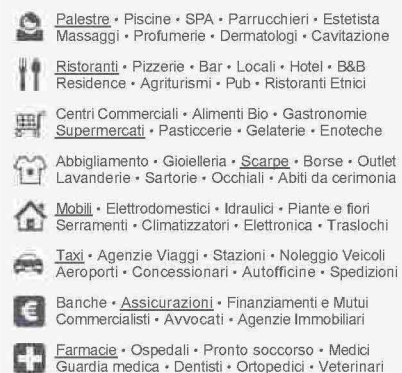 Palestre • Piscine • SPA • Parrucchieri • Estetista
Massaggi • Profumerie • Dermatologi • Cavitazione
Ristoranti • Pizzerie • Bar • Locali • Hotel • B&B
Residence • Agriturismi • Pub • Ristoranti Etnici
Centri Commerciali • Alimenti Bio • Gastronomie
Supermercati • Pasticcerie • Gelaterie • Enoteche
Abbigliamento • Gioielleria • Scarpe • Borse • Outlet
Lavanderie • Sartorie • Occhiali • Abiti da cerimonia
Mobili • Elettrodomestici • Idraulici • Piante e fiori
Serramenti • Climatizzatori • Elettronica • Traslochi
Taxi • Agenzie Viaggi • Stazioni • Noleggio Veicoli
Aeroporti • Concessionari • Autofficine • Spedizioni
€ Banche • Assicurazioni • Finanziamenti e Mutui
Commercialisti • Avvocati • Agenzie Immobiliari
Farmacie • Ospedali • Pronto soccorso • Medici
Guardia medica • Dentisti • Ortopedici • Veterinari